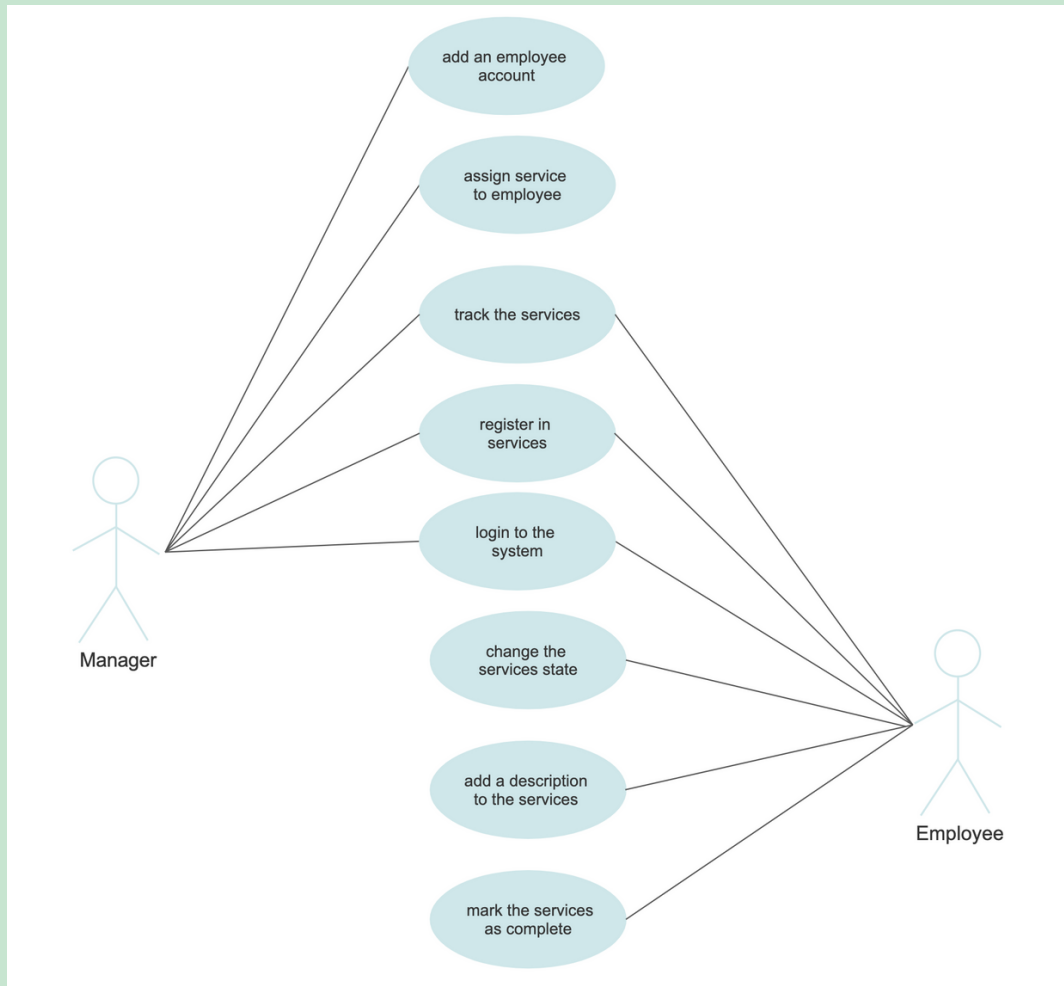 add an employee
account
assign service
to employee
track the services
register in
services
login to the
system
change the
services state
Manager
add a description
to the services
Employee
mark the services
as complete